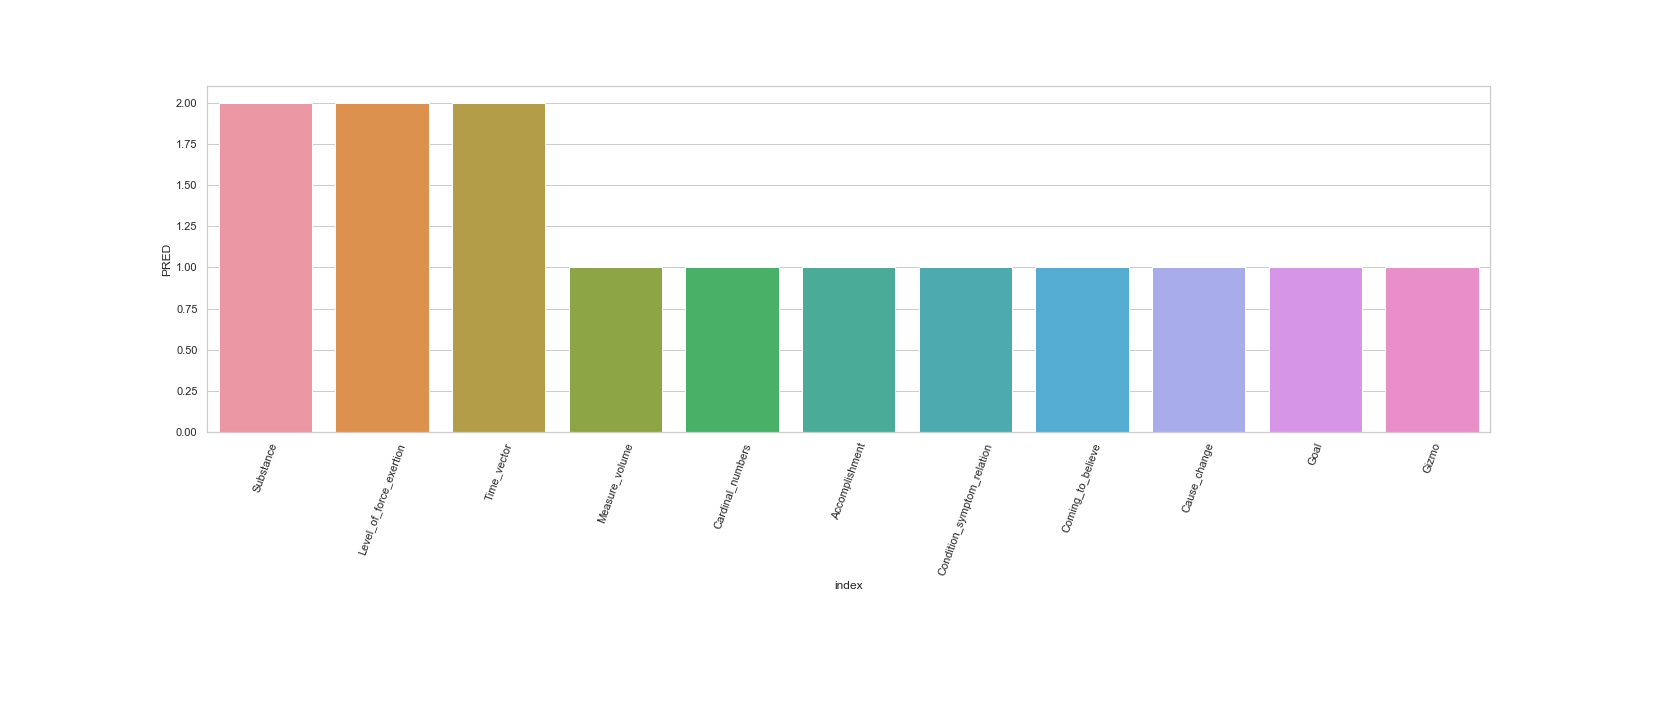 2.00
1.75
1.50
1.25
1.00
0.75
0.50
0.25
0.00
PRED
Substance
Level_of_force_exertion
Time_vector
Measure_volume
Cardinal_numbers
Accomplishment
Condition_symptom_relation
Coming_to_believe
Cause_change
Goal
Gizmo
index